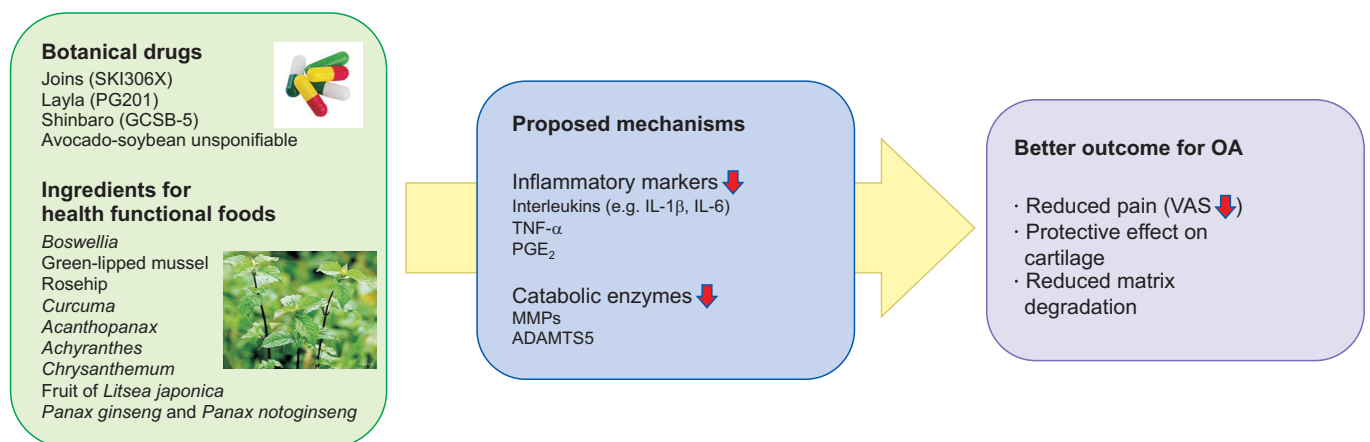 Botanical drugs
Joins (SKI306X)
Layla (PG201)
Shinbaro (GCSB-5)
Avocado-soybean unsponifiable
Ingredients for
health functional foods
Boswellia
Green-lipped mussel
Rosehip
Curcuma
Acanthopanax
Achyranthes
Chrysanthemum
Fruit of Litsea japonica
Panax ginseng and Panax notoginseng
Proposed mechanisms
Inflammatory markers
Interleukins (e.g. IL-1β, IL-6)
TNF-α
PGE₂
Catabolic enzymes
MMPs
ADAMTS5
Better outcome for OA
· Reduced pain (VAS )
· Protective effect on
cartilage
· Reduced matrix
degradation